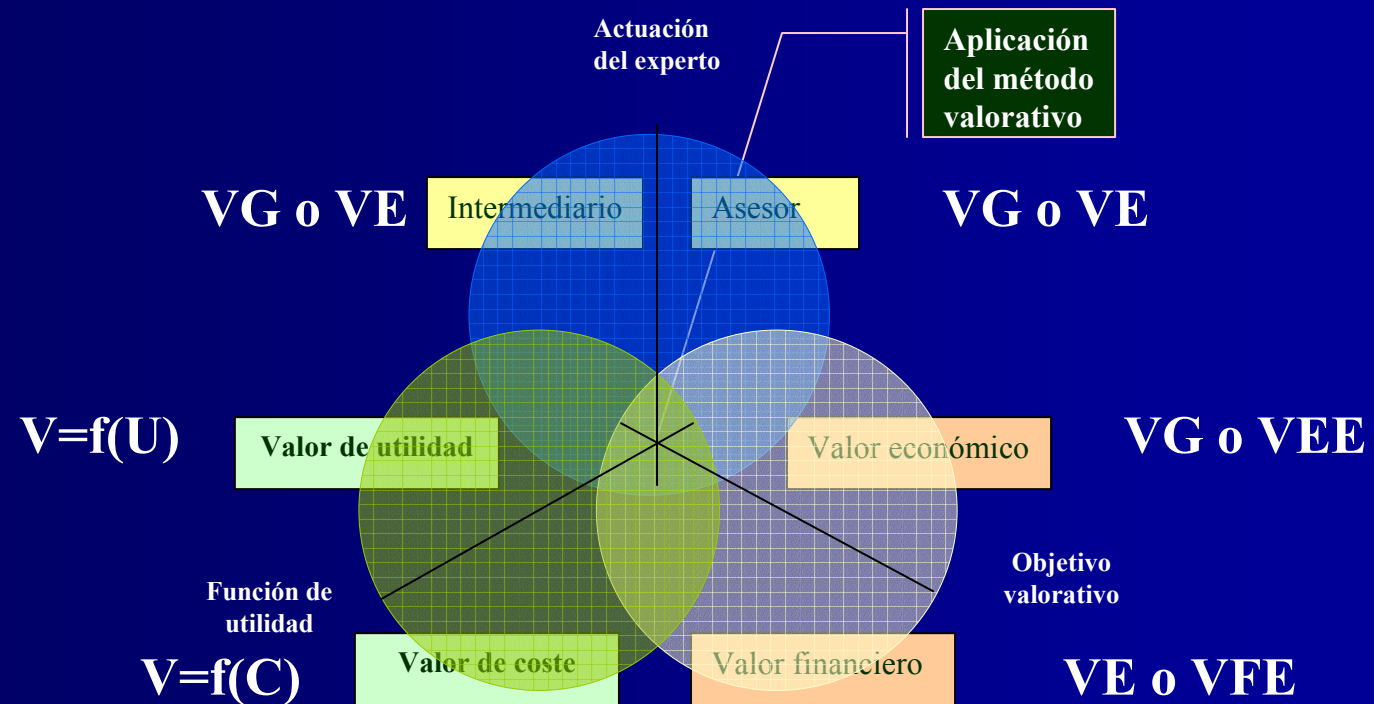 Actuación
del experto
Aplicación
del método
valorativo
VG o VE
Intermediario
Asesor
VG o VE
V=f(U)
Valor de utilidad
Valor económico
VG o VEE
Función de
utilidad
Objetivo
valorativo
V=f(C)
Valor de coste
Valor financiero
VE o VFE